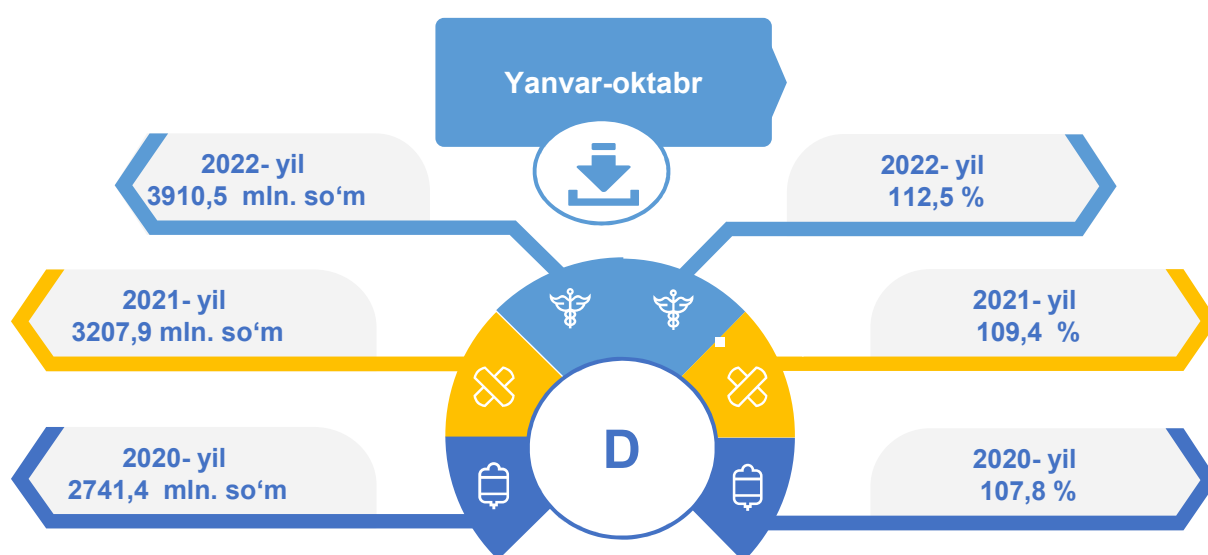 Yanvar-oktabr
2022- yil
3910,5 mln. so‘m
2022- yil
112,5 %
2021- yil
3207,9 mln. so‘m
2021- yil
109,4 %
2020- yil
2741,4 mln. so‘m
2020- yil
107,8 %
D